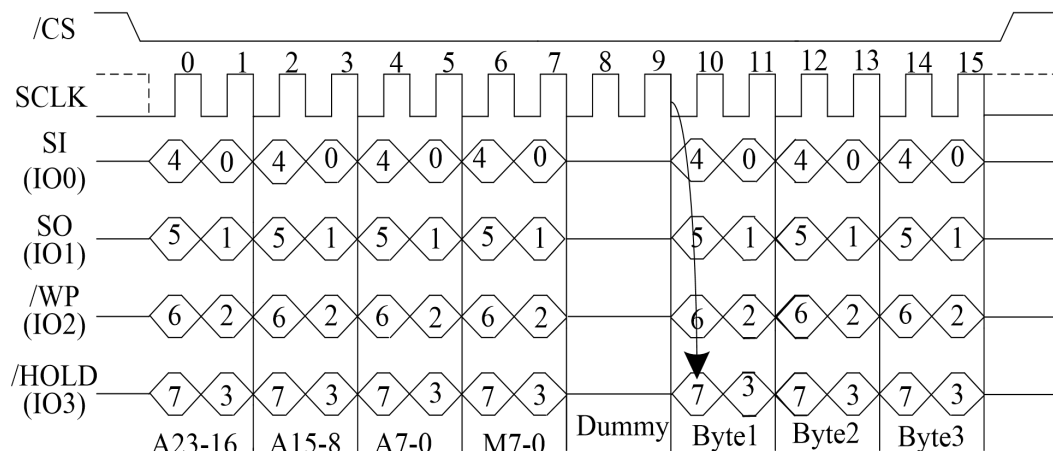 /CS
0 1 2 3 4 5 6 7 8 9 10 11 12 13 14 15
SCLK
SI
(IO0)
4 0 4 0 4 0 4 0 4 0 4 0 4 0
SO
(IO1)
5 1 5 1 5 1 5 1 5 1 5 1 5 1
/WP
(IO2)
6 2 6 2 6 2 6 2 6 2 6 2 6 2
/HOLD
(IO3)
7 3 7 3 7 3 7 3 7 3 7 3 7 3
A23-16 A15-8 A7-0 M7-0 Dummy Byte1 Byte2 Byte3